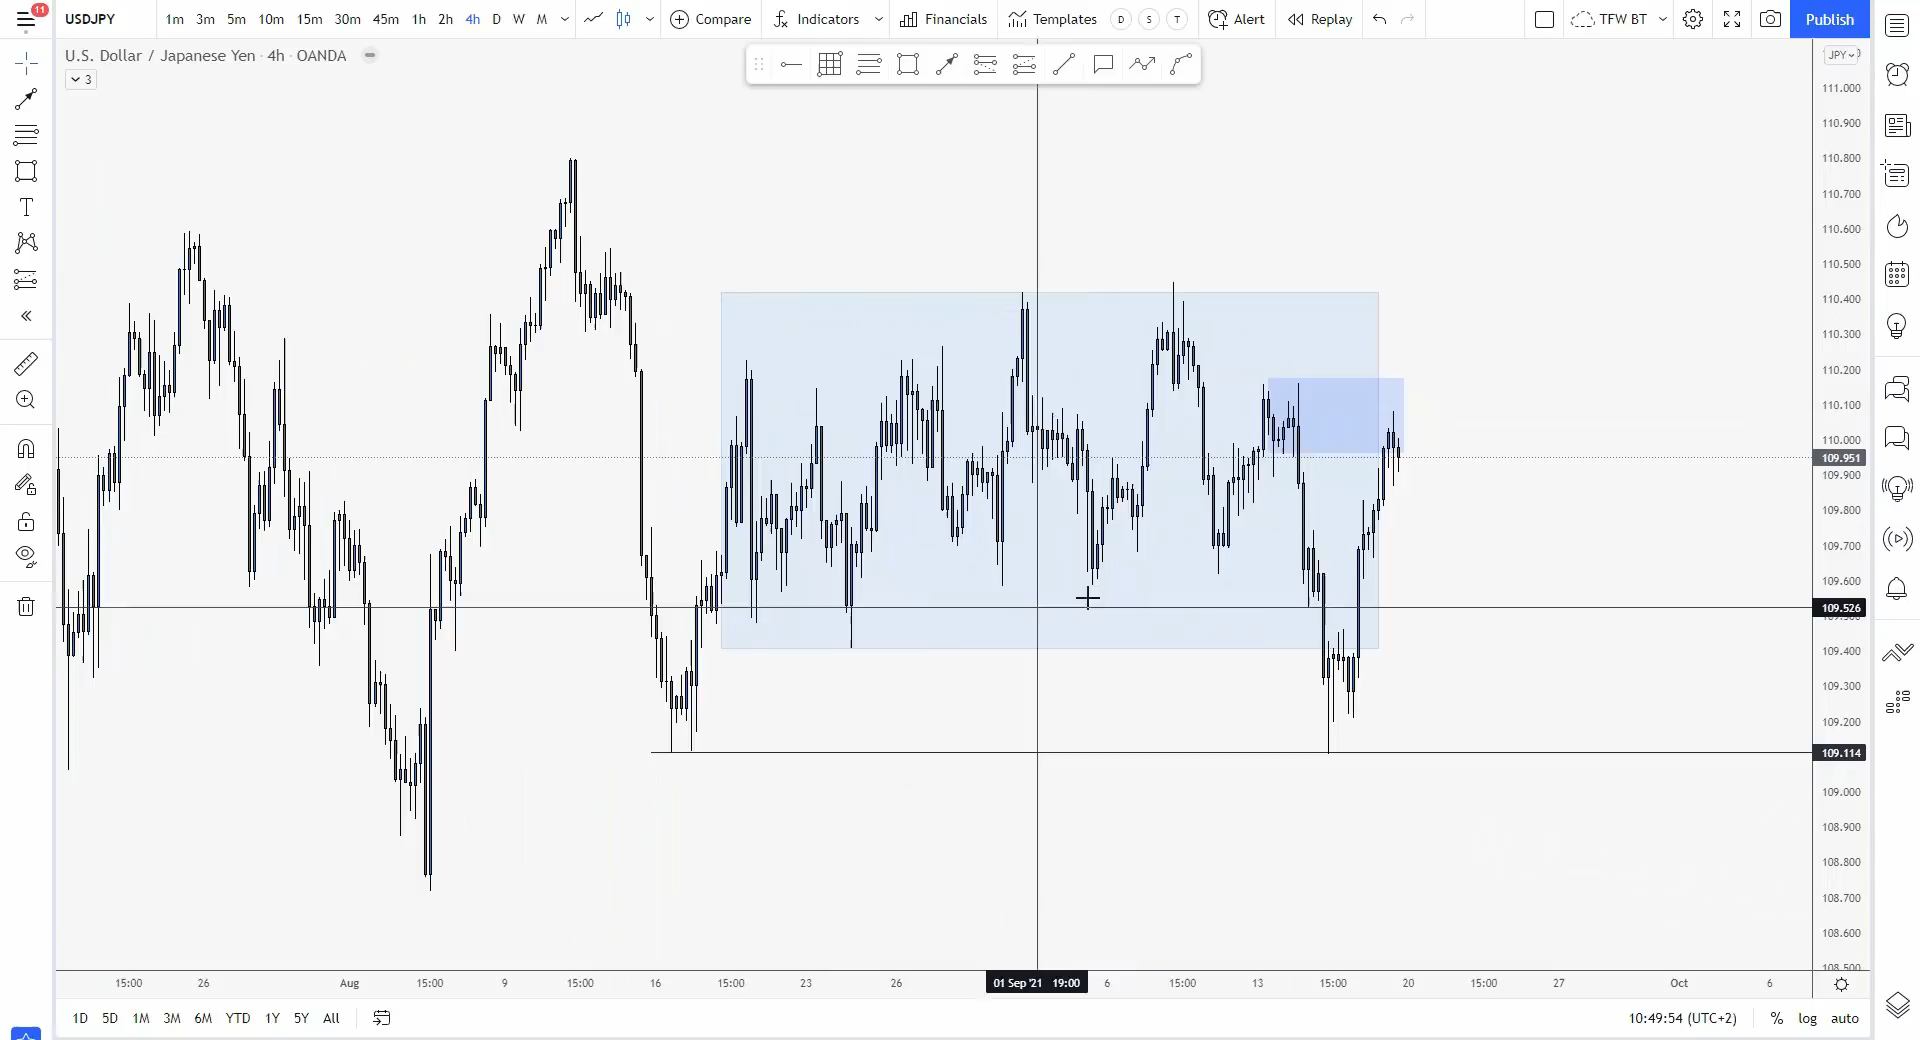 11
USDJPY
1m 3m 5m 10m 15m 30m 45m 1h 2h 4h D W M
Compare
Indicators
Financials
Templates
D S T
Alert
Replay
TFW BT
Publish
U.S. Dollar / Japanese Yen · 4h · OANDA
JPY
3
111.000
110.900
110.800
110.700
110.600
110.500
110.400
110.300
110.200
110.100
110.000
109.951
109.900
109.800
109.700
109.600
109.526
109.400
109.300
109.200
109.114
109.000
108.900
108.800
108.700
108.600
108.500
15:00 26 Aug 15:00 9 15:00 16 15:00 23 26 01 Sep '21 19:00 6 15:00 13 15:00 20 15:00 27 Oct 6
1D 5D 1M 3M 6M YTD 1Y 5Y All
10:49:54 (UTC+2)
% log auto